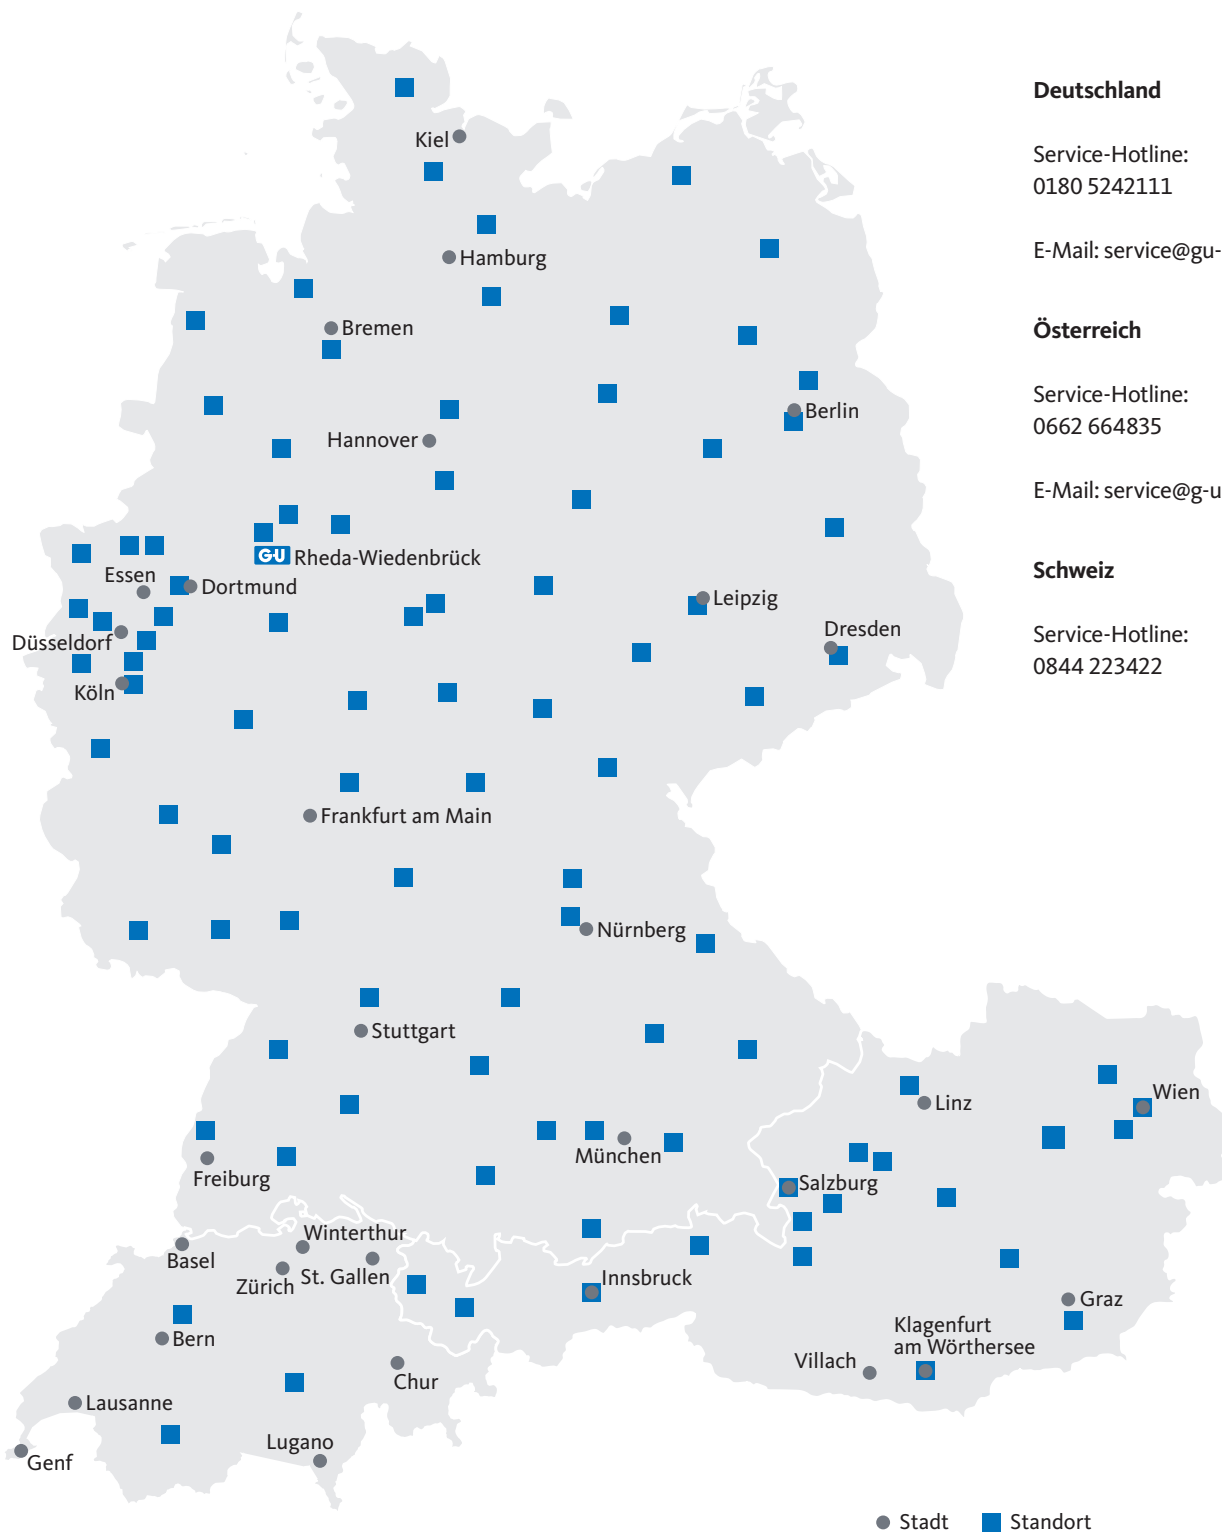 Deutschland
Service-Hotline:
0180 5242111
E-Mail: service@gu-
Österreich
Service-Hotline:
0662 664835
E-Mail: service@g-u
Schweiz
Service-Hotline:
0844 223422
Kiel
Hamburg
Bremen
Berlin
Hannover
G·U Rheda-Wiedenbrück
Essen
Dortmund
Leipzig
Dresden
Düsseldorf
Köln
Frankfurt am Main
Nürnberg
Stuttgart
Linz
Wien
München
Freiburg
Salzburg
Winterthur
Basel
Zürich
St. Gallen
Innsbruck
Graz
Bern
Klagenfurt
am Wörthersee
Villach
Chur
Lausanne
Lugano
Genf
Stadt
Standort